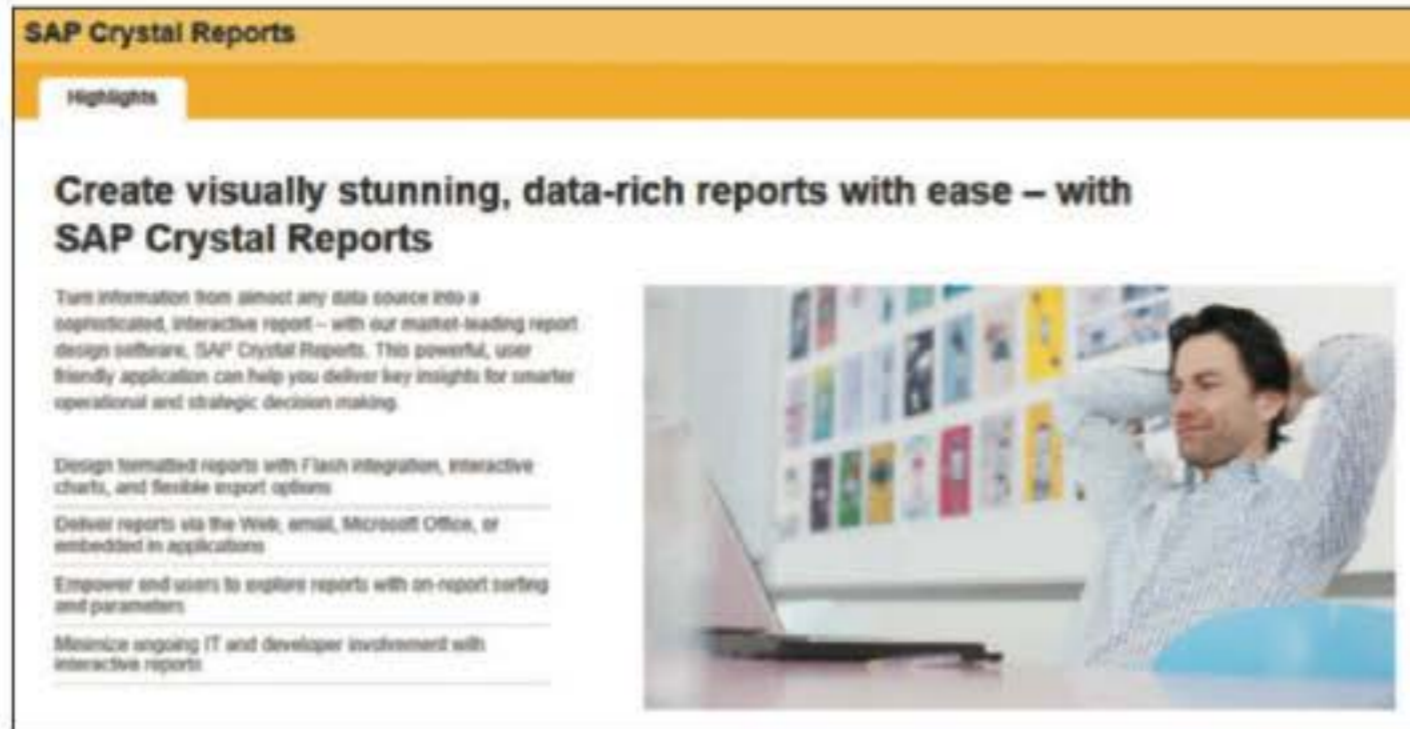 SAP Crystal Reports
Highlights
Create visually stunning, data-rich reports with ease – with
SAP Crystal Reports
Turn information from almost any data source into a
sophisticated, interactive report – with our market-leading report
design software, SAP Crystal Reports. This powerful, user
friendly application can help you deliver key insights for smarter
operational and strategic decision making.
Design formatted reports with Flash integration, interactive
charts, and flexible export options
Deliver reports via the Web, email, Microsoft Office, or
embedded in applications
Empower end users to explore reports with on-report sorting
and parameters
Minimize ongoing IT and developer involvement with
interactive reports